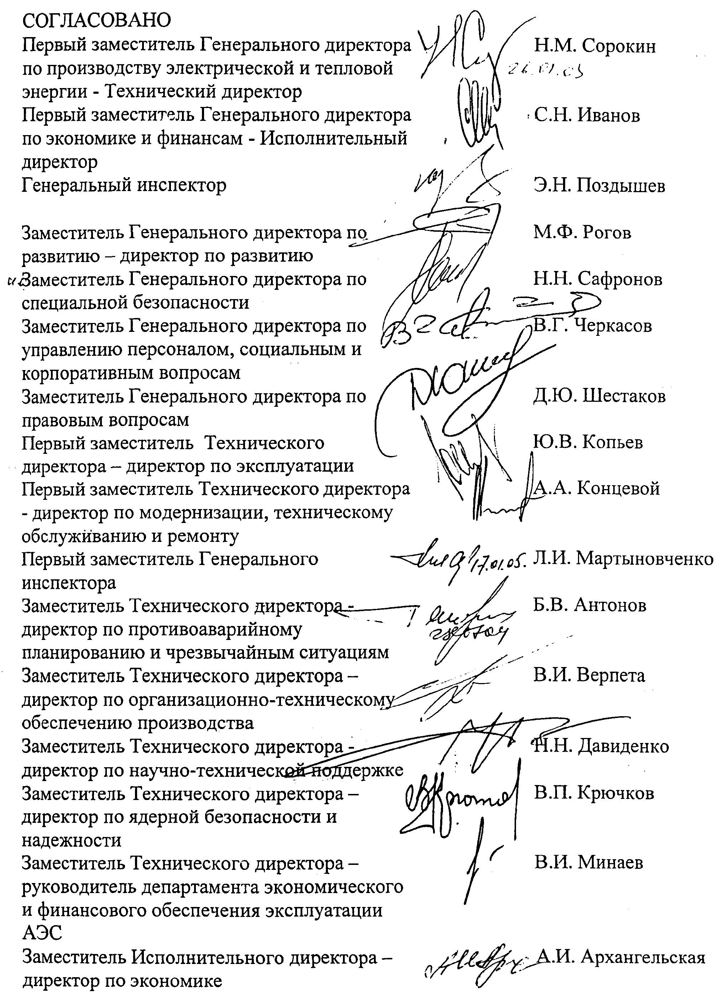 СОГЛАСОВАНО
Первый заместитель Генерального директора Н.М. Сорокин
по производству электрической и тепловой 26.01.05
энергии - Технический директор
Первый заместитель Генерального директора С.Н. Иванов
по экономике и финансам - Исполнительный
директор
Генеральный инспектор Э.Н. Поздышев
Заместитель Генерального директора по М.Ф. Рогов
развитию – директор по развитию
Заместитель Генерального директора по Н.Н. Сафронов
специальной безопасности
Заместитель Генерального директора по В.Г. Черкасов
управлению персоналом, социальным и
корпоративным вопросам
Заместитель Генерального директора по Д.Ю. Шестаков
правовым вопросам
Первый заместитель Технического Ю.В. Копьев
директора – директор по эксплуатации
Первый заместитель Технического директора А.А. Концевой
- директор по модернизации, техническому
обслуживанию и ремонту
Первый заместитель Генерального 17.01.05. Л.И. Мартыновченко
инспектора
Заместитель Технического директора - Б.В. Антонов
директор по противоаварийному
планированию и чрезвычайным ситуациям
Заместитель Технического директора – В.И. Верпета
директор по организационно-техническому
обеспечению производства
Заместитель Технического директора - Н.Н. Давиденко
директор по научно-технической поддержке
Заместитель Технического директора – В.П. Крючков
директор по ядерной безопасности и
надежности
Заместитель Технического директора – В.И. Минаев
руководитель департамента экономического
и финансового обеспечения эксплуатации
АЭС
Заместитель Исполнительного директора – А.И. Архангельская
директор по экономике